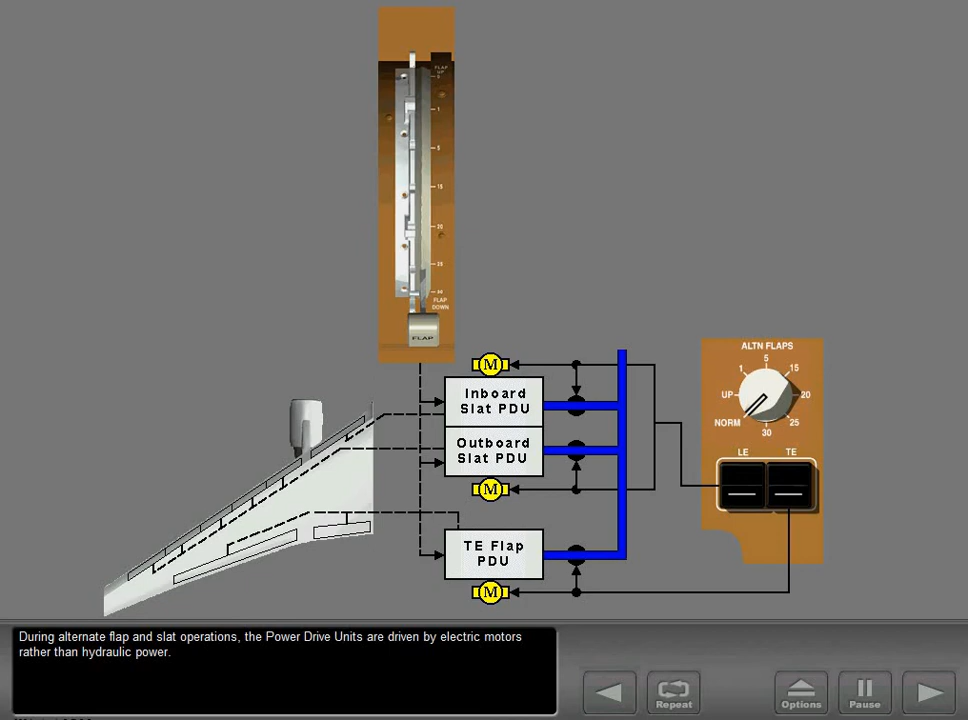 FLAP
UP
1
5
15
20
25
30
FLAP
DOWN
FLAP
M
Inboard
Slat PDU
Outboard
Slat PDU
M
TE Flap
PDU
M
ALTN FLAPS
5
1
15
UP
20
NORM
25
30
LE
TE
During alternate flap and slat operations, the Power Drive Units are driven by electric motors
rather than hydraulic power.
Repeat
Options
Pause